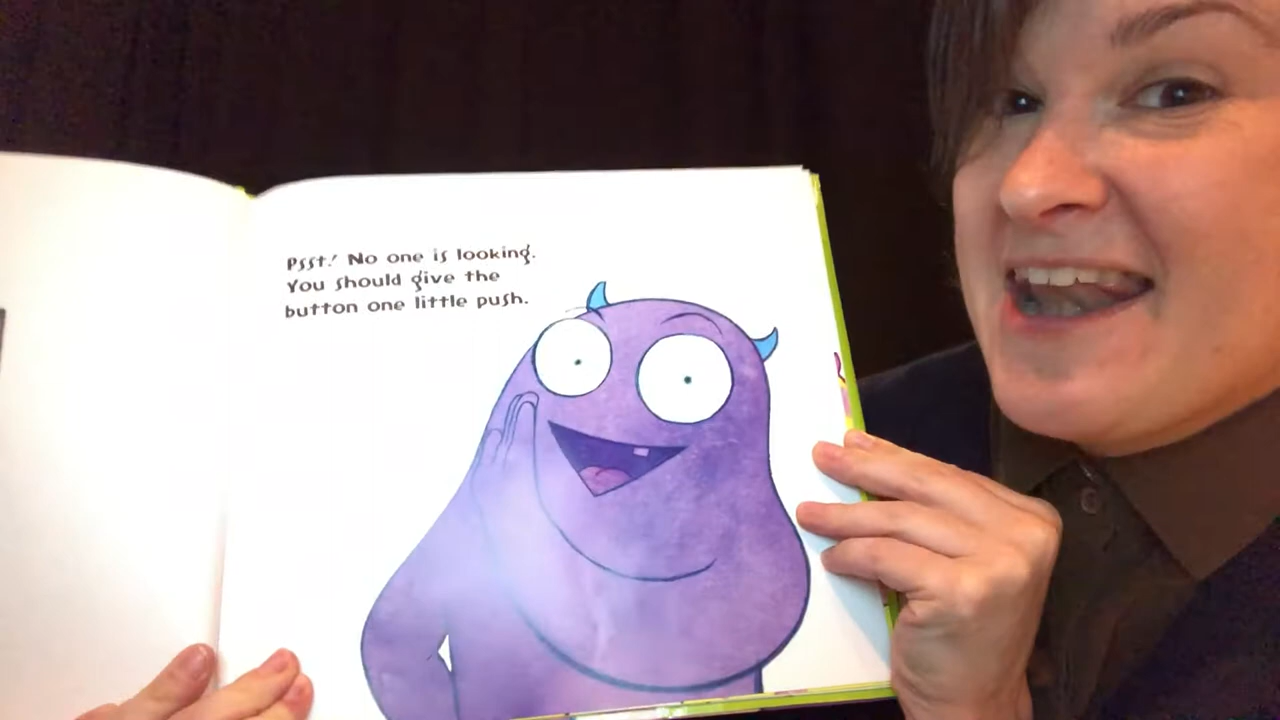 Psst! No one is looking.
You should give the
button one little push.